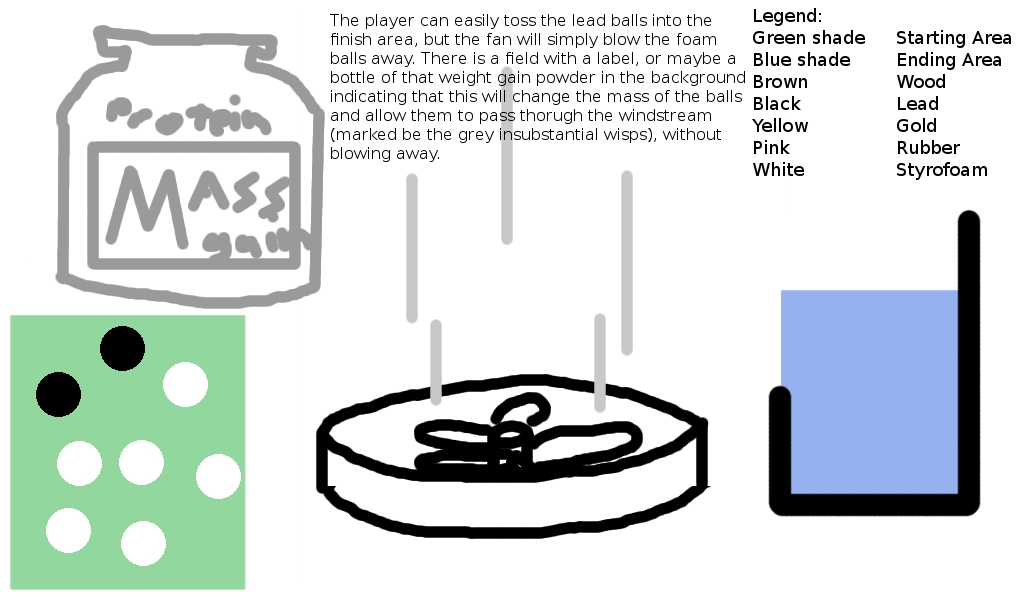 Protein
Mass
gain
The player can easily toss the lead balls into the
finish area, but the fan will simply blow the foam
balls away. There is a field with a label, or maybe a
bottle of that weight gain powder in the background
indicating that this will change the mass of the balls
and allow them to pass thorugh the windstream
(marked be the grey insubstantial wisps), without
blowing away.
Legend:
Green shade Starting Area
Blue shade Ending Area
Brown Wood
Black Lead
Yellow Gold
Pink Rubber
White Styrofoam